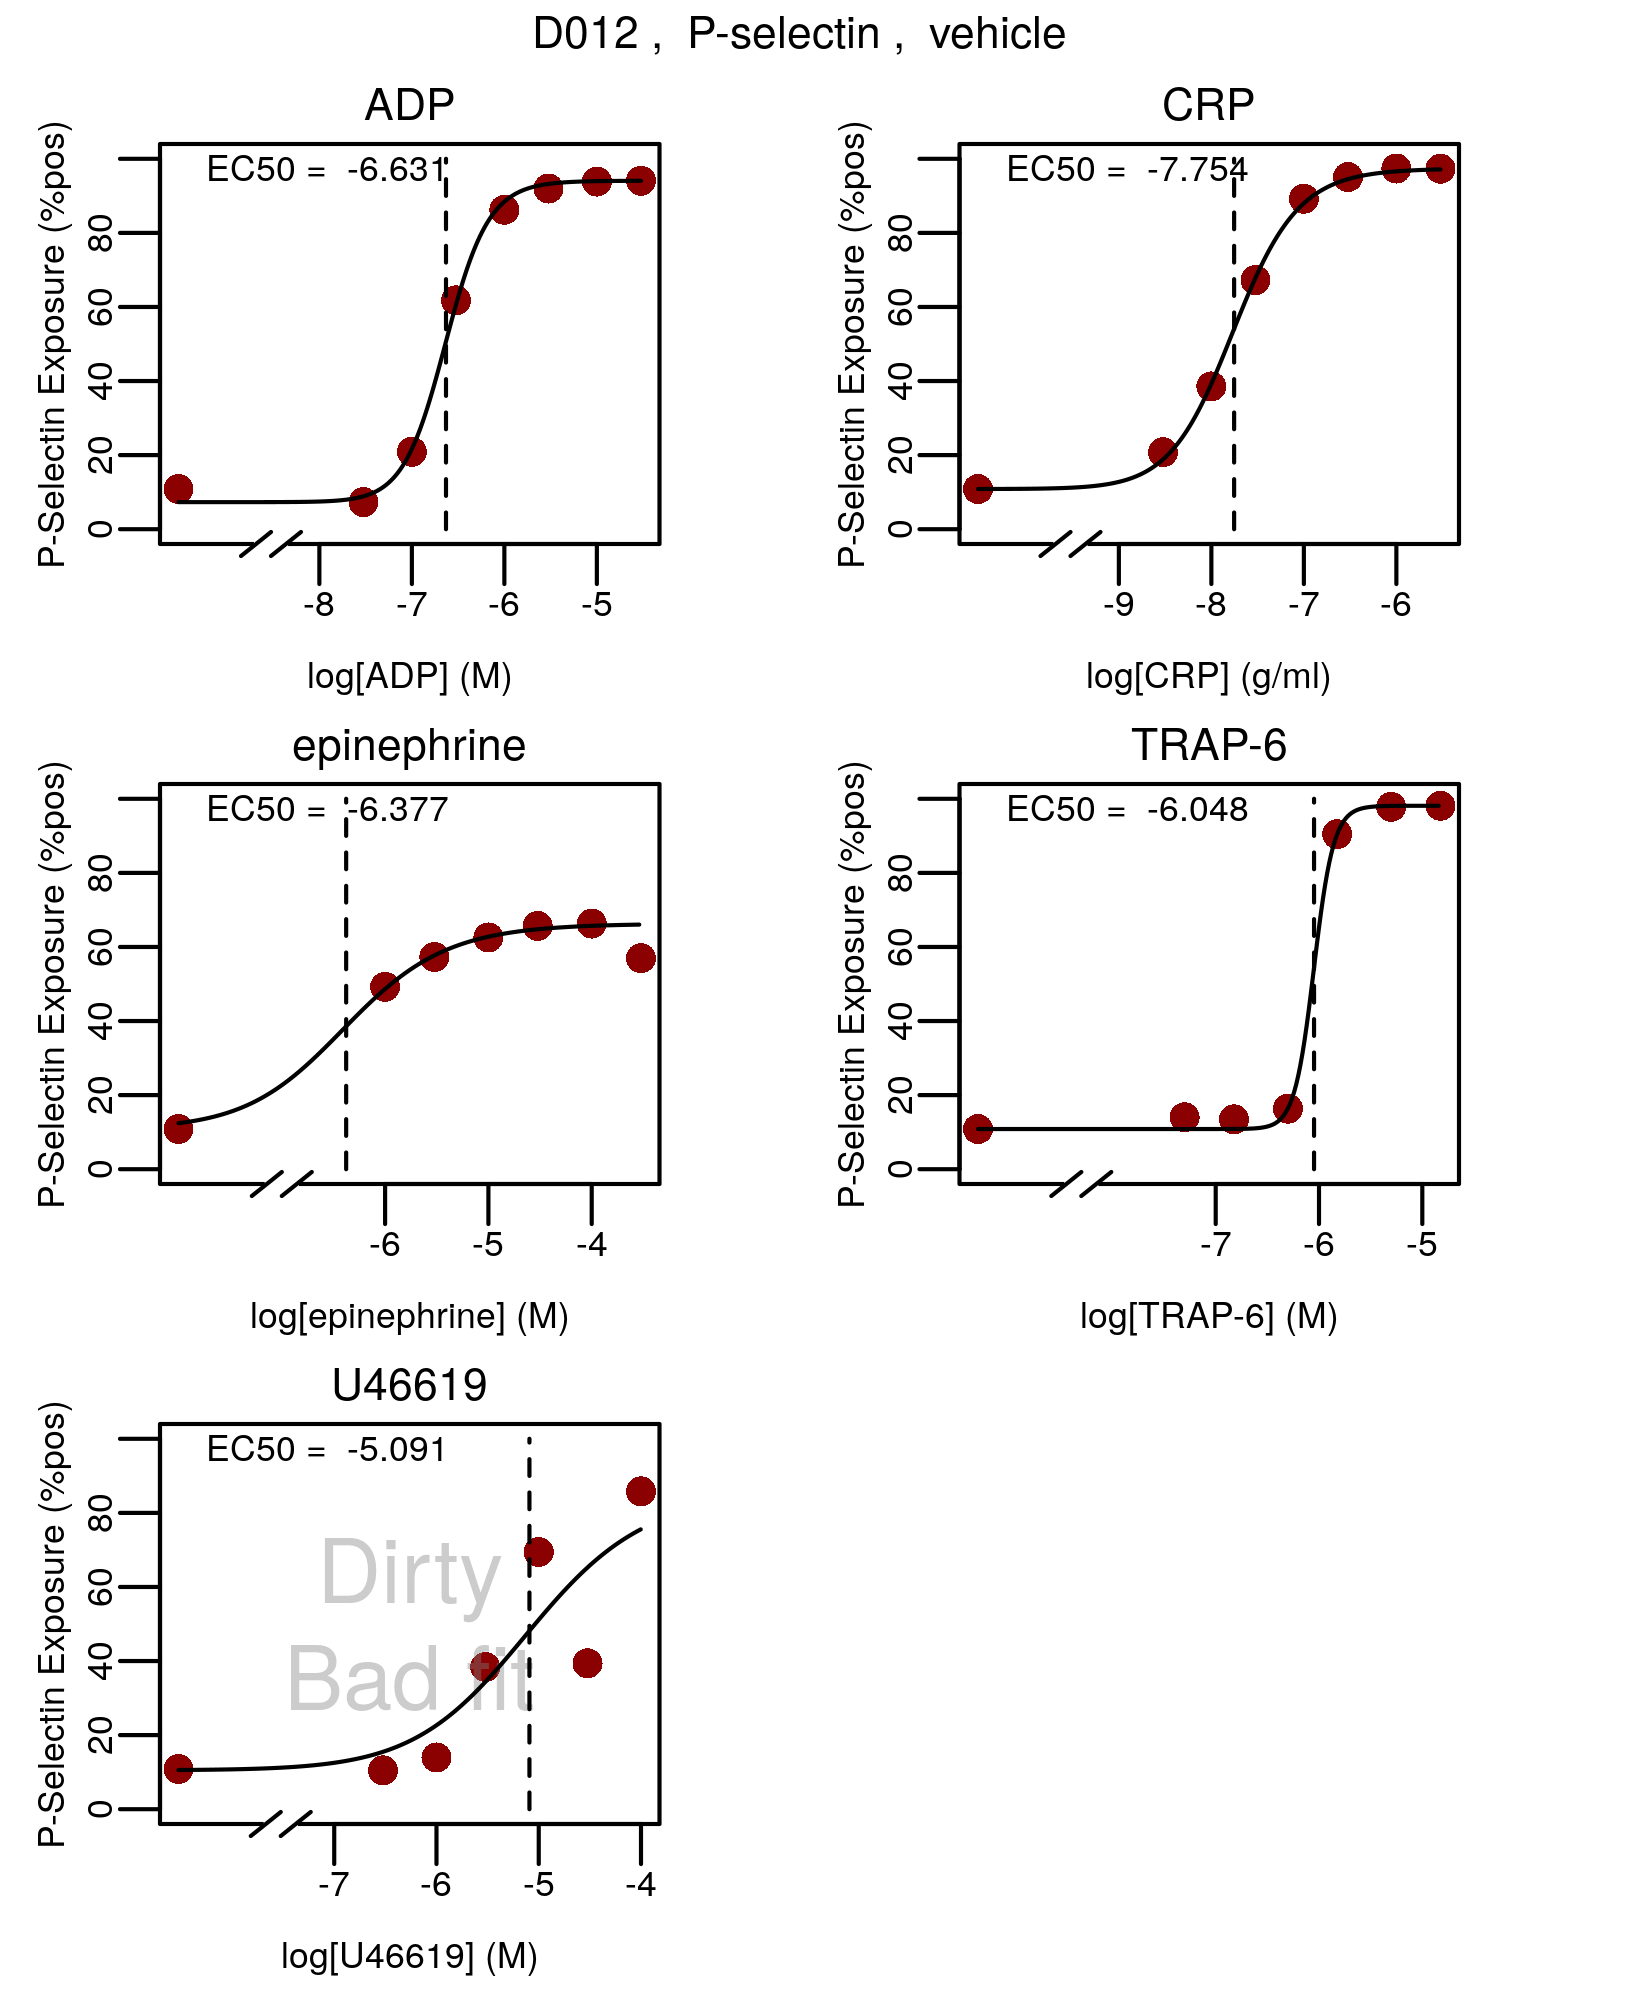 D012 , P-selectin , vehicle
ADP
P-Selectin Exposure (%pos)
EC50 = -6.631
80
60
40
20
0
-8 -7 -6 -5
log[ADP] (M)
CRP
P-Selectin Exposure (%pos)
EC50 = -7.754
80
60
40
20
0
-9 -8 -7 -6
log[CRP] (g/ml)
epinephrine
P-Selectin Exposure (%pos)
EC50 = -6.377
80
60
40
20
0
-6 -5 -4
log[epinephrine] (M)
TRAP-6
P-Selectin Exposure (%pos)
EC50 = -6.048
80
60
40
20
0
-7 -6 -5
log[TRAP-6] (M)
U46619
P-Selectin Exposure (%pos)
EC50 = -5.091
80
60
40
20
0
Dirty
Bad fit
-7 -6 -5 -4
log[U46619] (M)